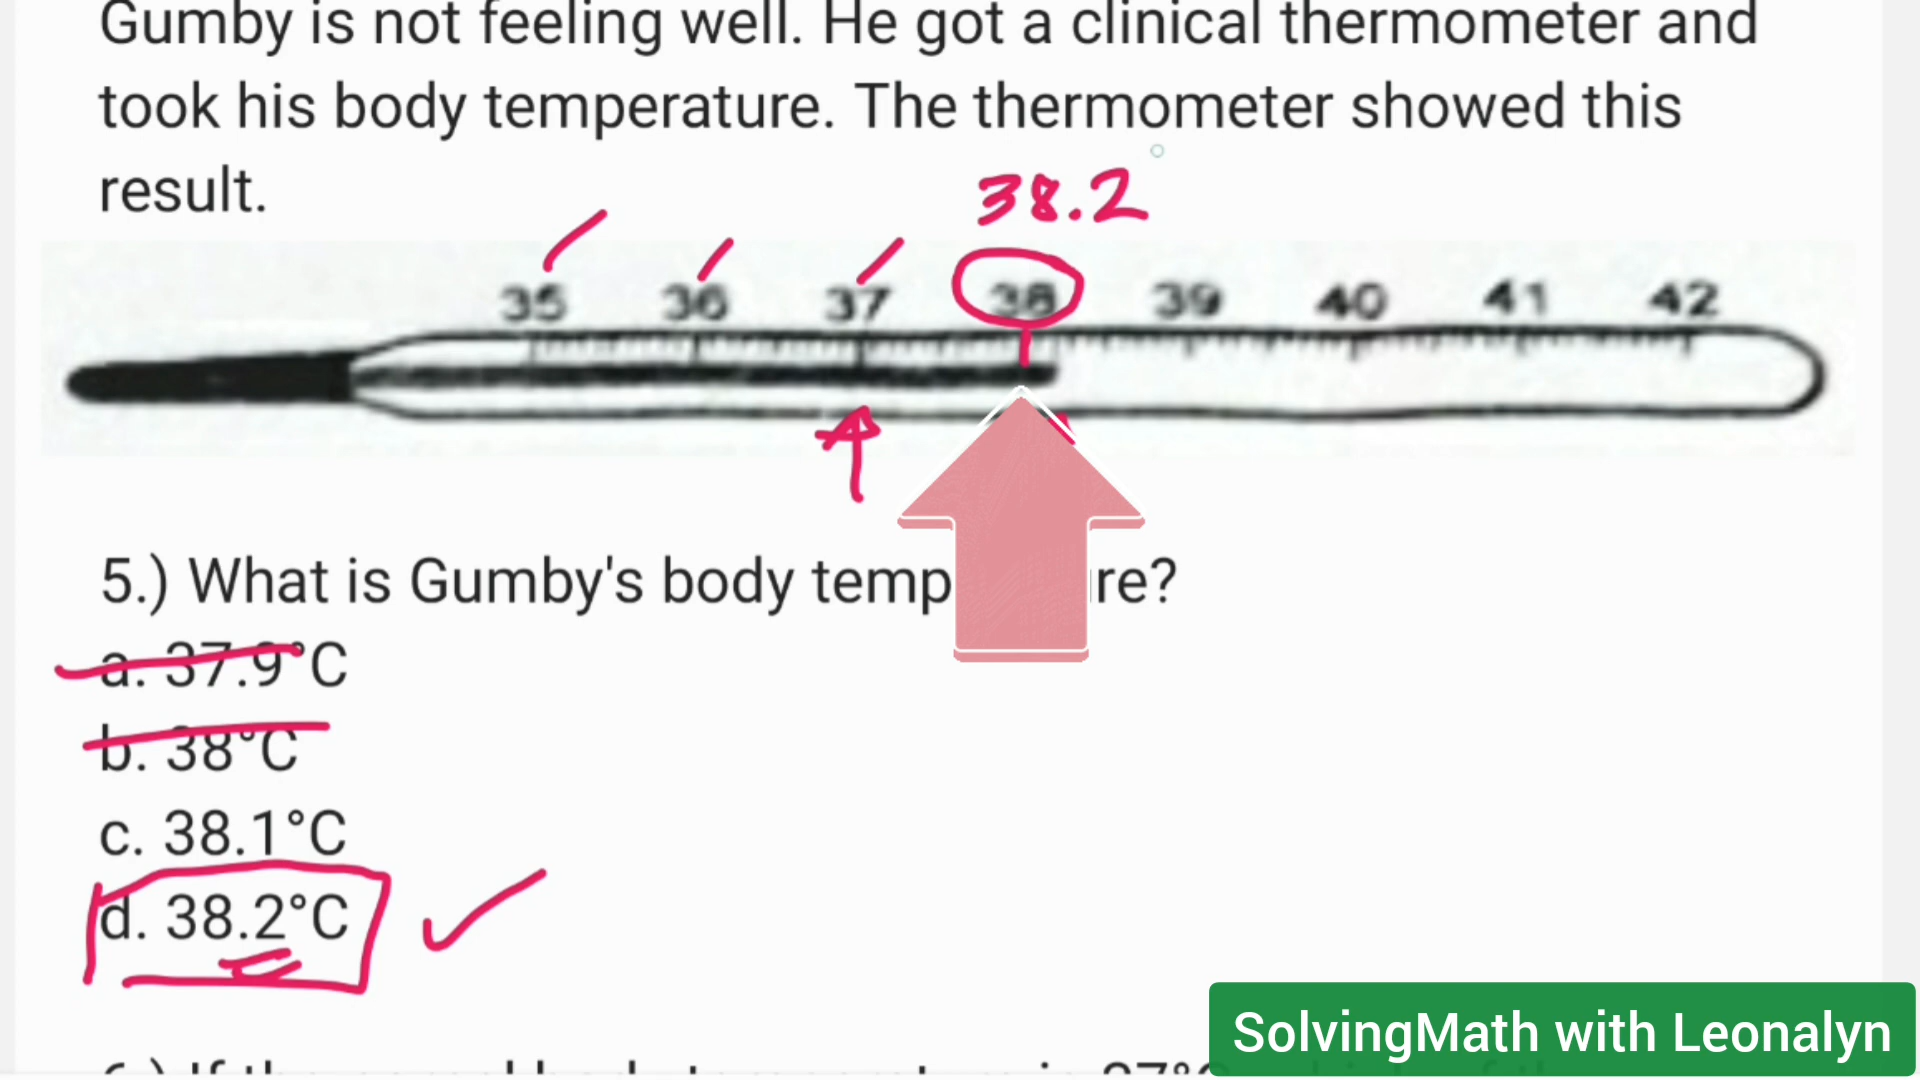 Gumby is not feeling well. He got a clinical thermometer and
took his body temperature. The thermometer showed this
result.
38.2
35 36 37 38 39 40 41 42
5.) What is Gumby's body temp re?
a. 37.9°C
b. 38°C
c. 38.1°C
d. 38.2°C
SolvingMath with Leonalyn